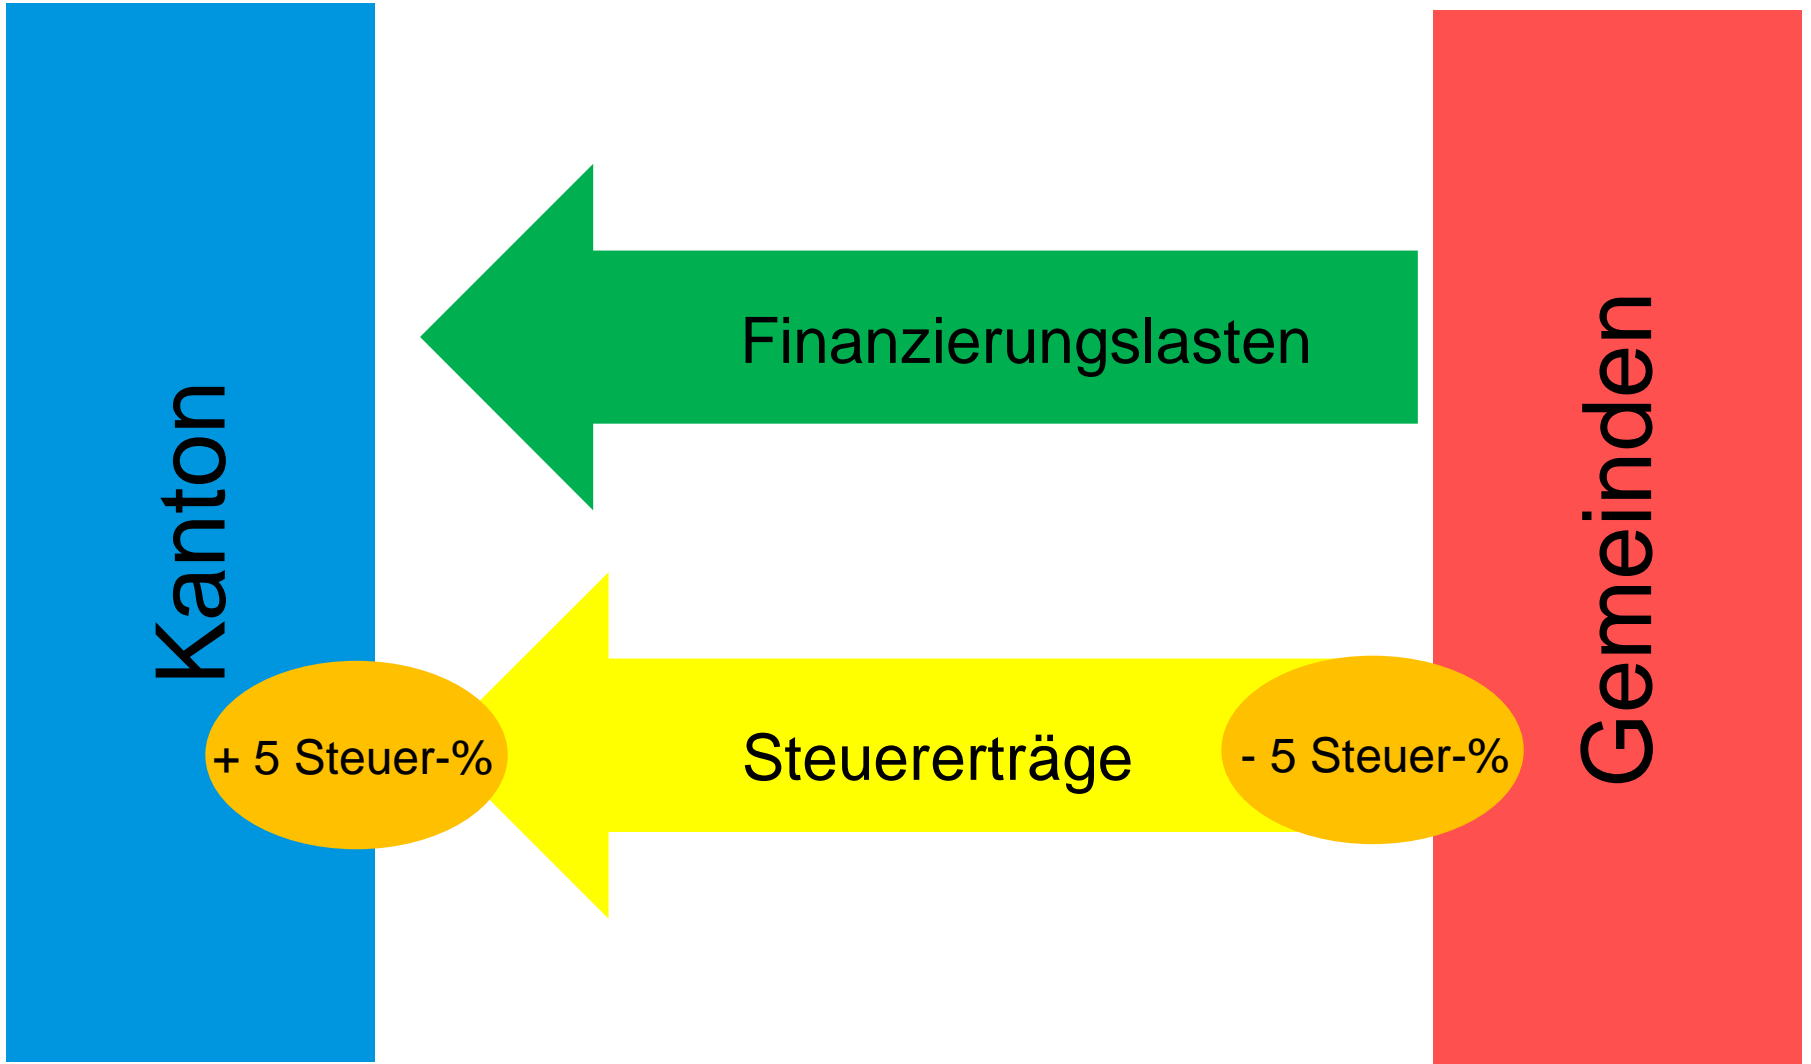 Kanton
Finanzierungslasten
Gemeinden
+ 5 Steuer-%
Steuererträge
- 5 Steuer-%